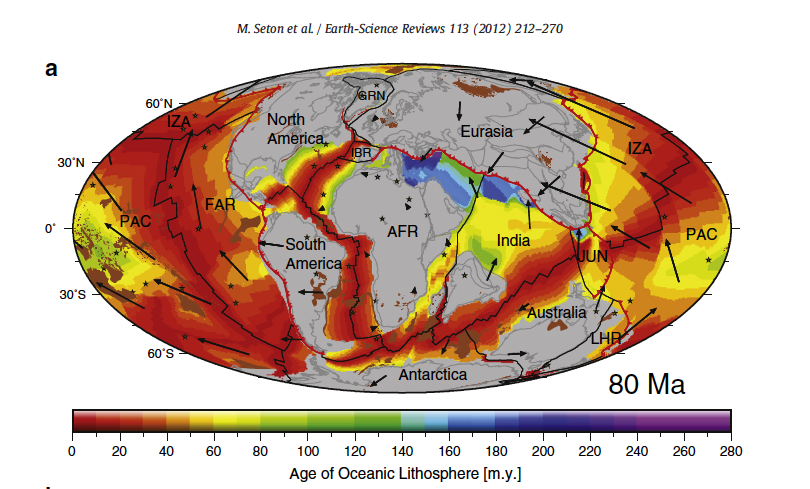 M. Seton et al. / Earth-Science Reviews 113 (2012) 212–270
a
60˚N
30˚N
0˚
30˚S
60˚S
GRN
IZA
North
America
Eurasia
IBR
IZA
FAR
PAC
AFR
India
PAC
South
America
JUN
Australia
LHR
Antarctica
80 Ma
0 20 40 60 80 100 120 140 160 180 200 220 240 260 280
Age of Oceanic Lithosphere [m.y.]